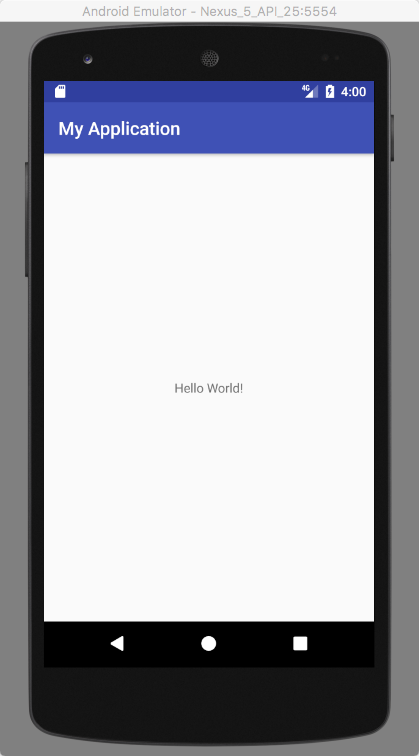 Android Emulator - Nexus_5_API_25:5554
4G 4:00
My Application
Hello World!